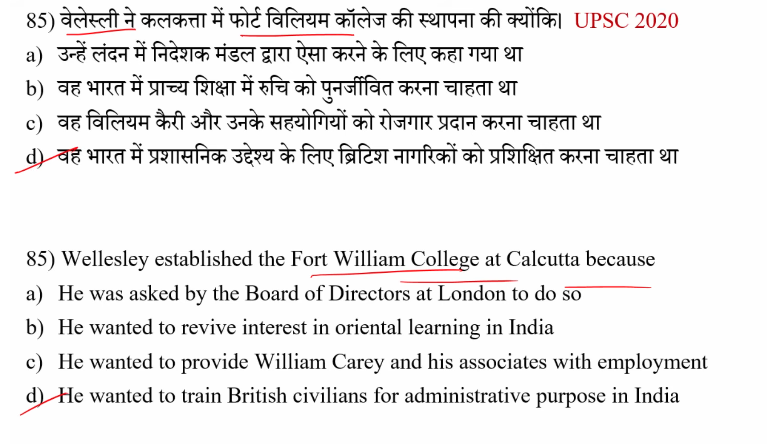 85) वेलेस्ली ने कलकत्ता में फोर्ट विलियम कॉलेज की स्थापना की क्योंकि। UPSC 2020
a) उन्हें लंदन में निदेशक मंडल द्वारा ऐसा करने के लिए कहा गया था
b) वह भारत में प्राच्य शिक्षा में रुचि को पुनर्जीवित करना चाहता था
c) वह विलियम कैरी और उनके सहयोगियों को रोजगार प्रदान करना चाहता था
d) वह भारत में प्रशासनिक उद्देश्य के लिए ब्रिटिश नागरिकों को प्रशिक्षित करना चाहता था
85) Wellesley established the Fort William College at Calcutta because
a) He was asked by the Board of Directors at London to do so
b) He wanted to revive interest in oriental learning in India
c) He wanted to provide William Carey and his associates with employment
d) He wanted to train British civilians for administrative purpose in India